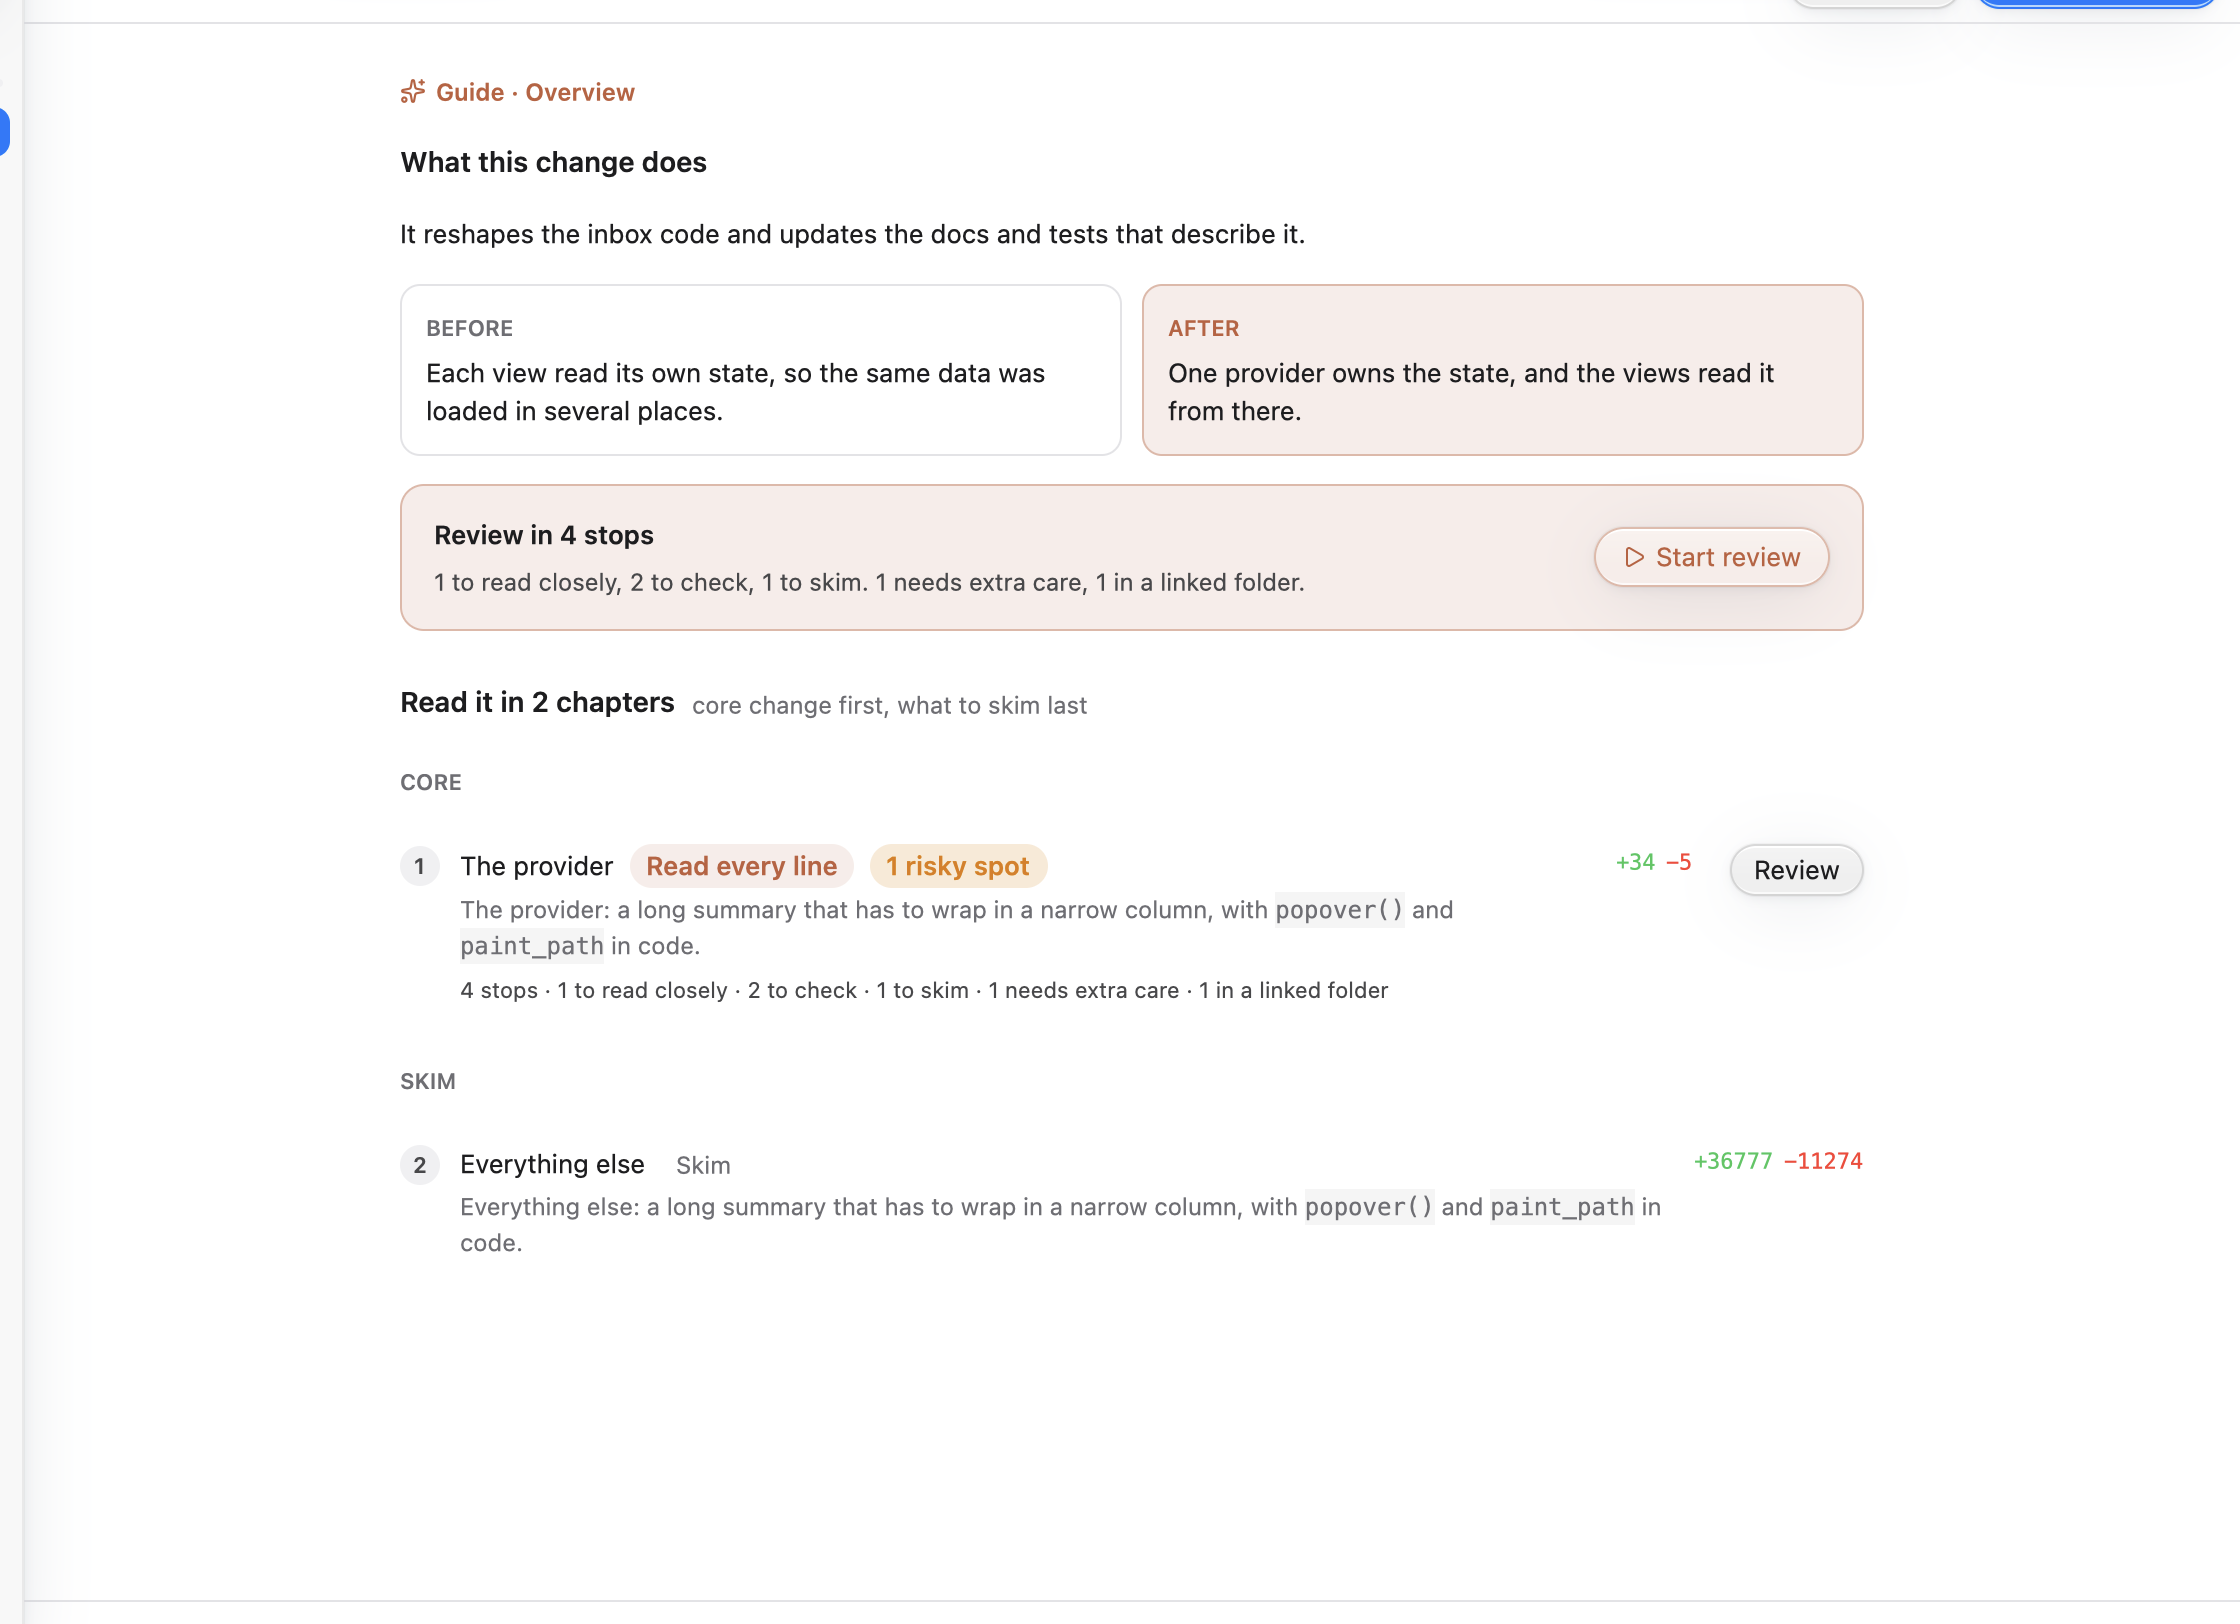 Guide · Overview
What this change does
It reshapes the inbox code and updates the docs and tests that describe it.
BEFORE
Each view read its own state, so the same data was
loaded in several places.
AFTER
One provider owns the state, and the views read it
from there.
Review in 4 stops
1 to read closely, 2 to check, 1 to skim. 1 needs extra care, 1 in a linked folder.
Start review
Read it in 2 chapters core change first, what to skim last
CORE
1 The provider Read every line 1 risky spot +34 −5 Review
The provider: a long summary that has to wrap in a narrow column, with popover() and
paint_path in code.
4 stops · 1 to read closely · 2 to check · 1 to skim · 1 needs extra care · 1 in a linked folder
SKIM
2 Everything else Skim +36777 −11274
Everything else: a long summary that has to wrap in a narrow column, with popover() and paint_path in
code.